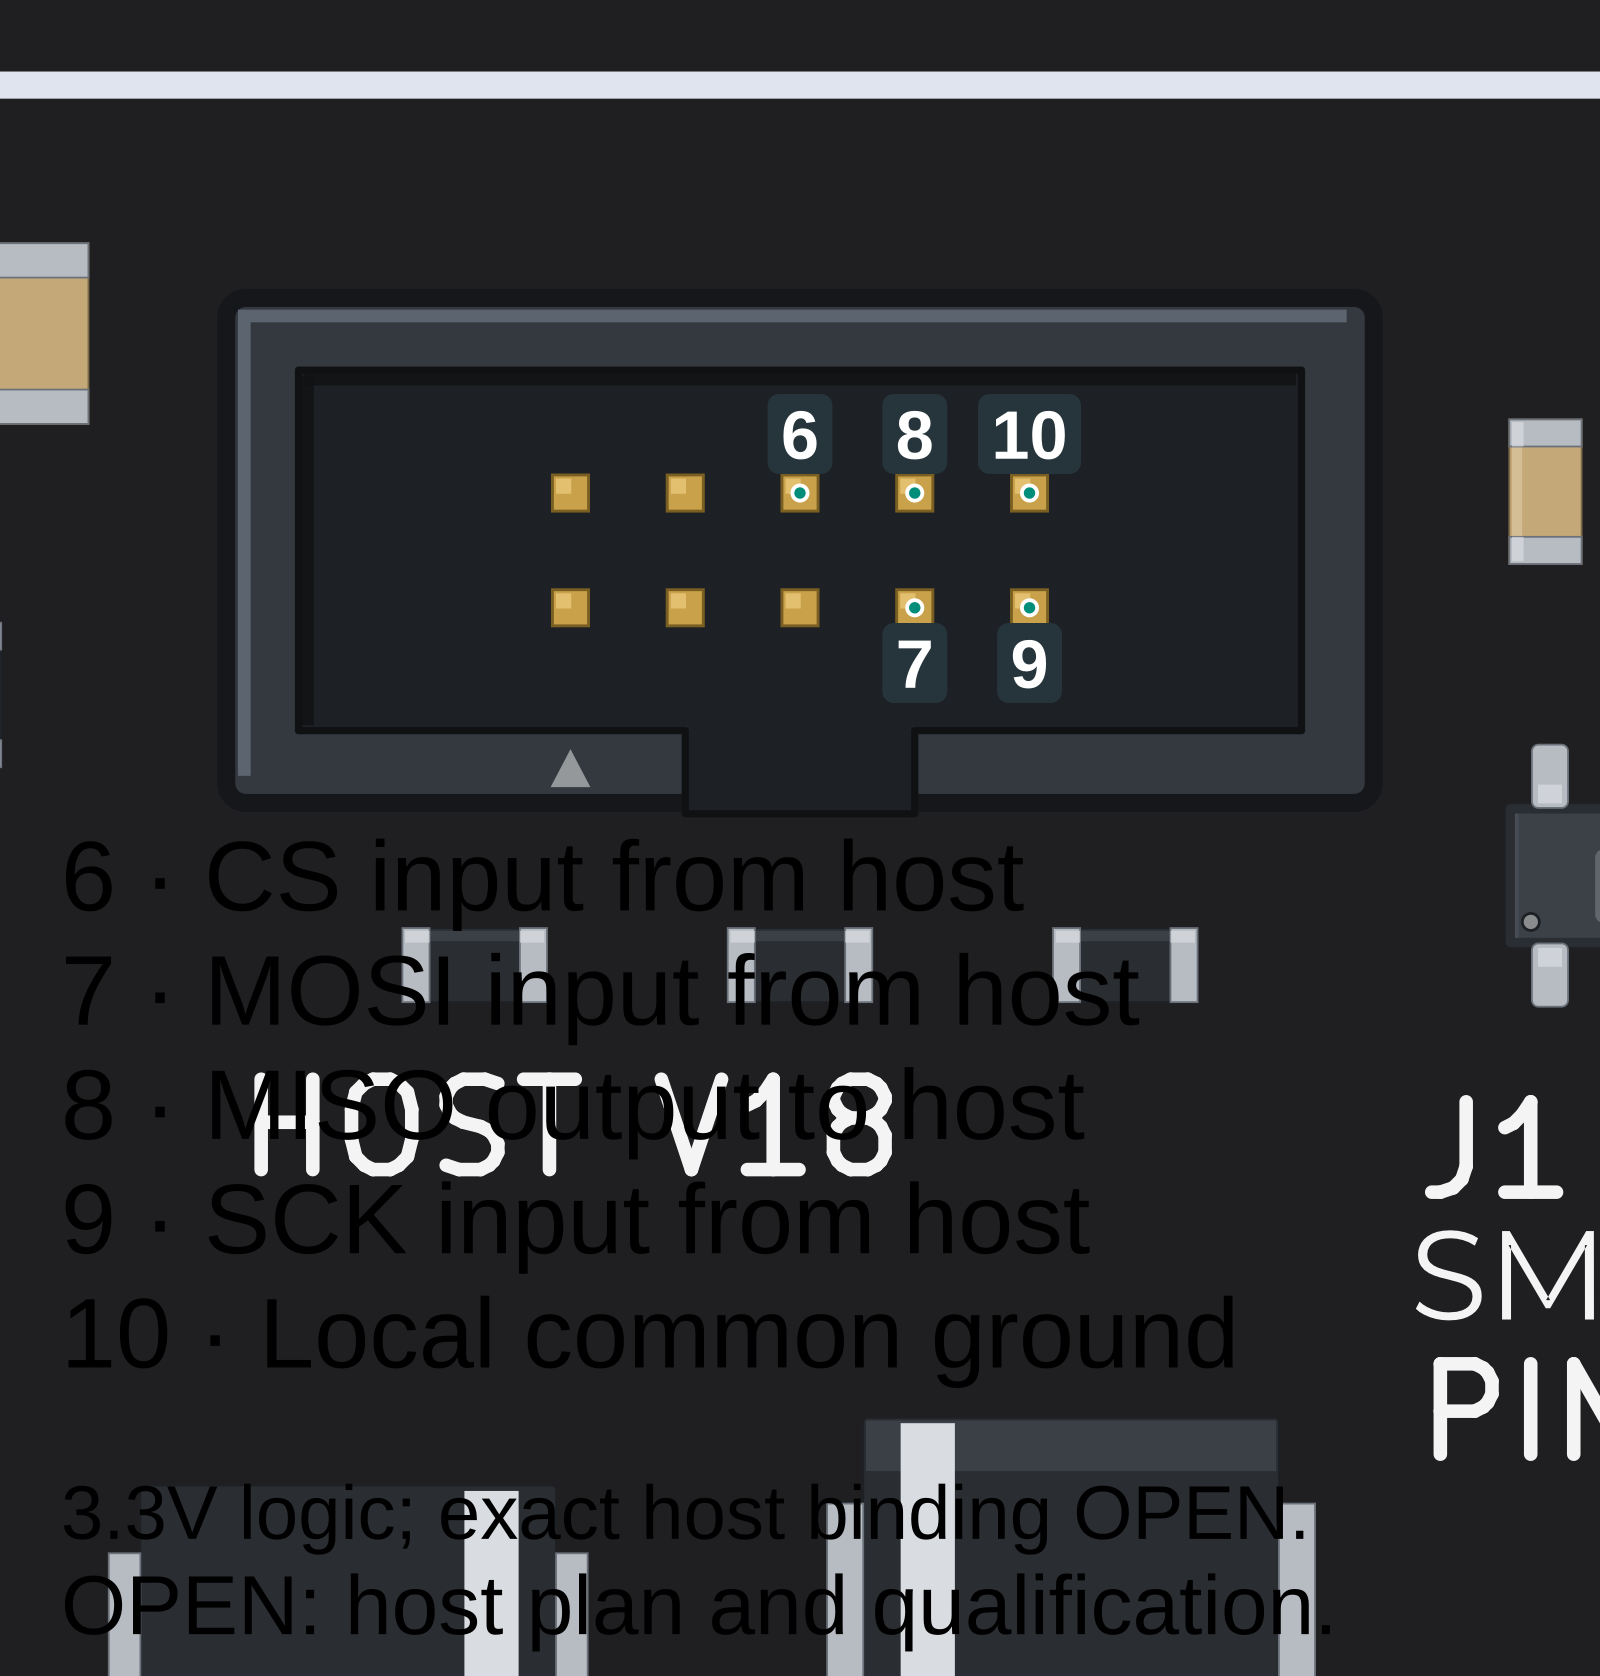 6 8 10
7 9
6 · CS input from host
7 · MOSI input from host
8 · MISO output to host
HOST V18
9 · SCK input from host
10 · Local common ground
J1
SM
PIN
3.3V logic; exact host binding OPEN.
OPEN: host plan and qualification.